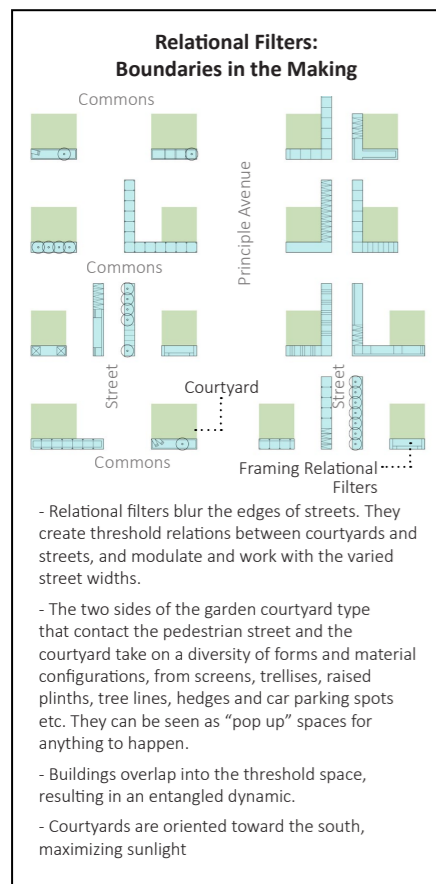 Relational Filters:
Boundaries in the Making
Commons
Principle Avenue
Commons
Street
Street
Courtyard
Commons
Framing Relational
Filters
- Relational filters blur the edges of streets. They
create threshold relations between courtyards and
streets, and modulate and work with the varied
street widths.
- The two sides of the garden courtyard type
that contact the pedestrian street and the
courtyard take on a diversity of forms and material
configurations, from screens, trellises, raised
plinths, tree lines, hedges and car parking spots
etc. They can be seen as “pop up” spaces for
anything to happen.
- Buildings overlap into the threshold space,
resulting in an entangled dynamic.
- Courtyards are oriented toward the south,
maximizing sunlight